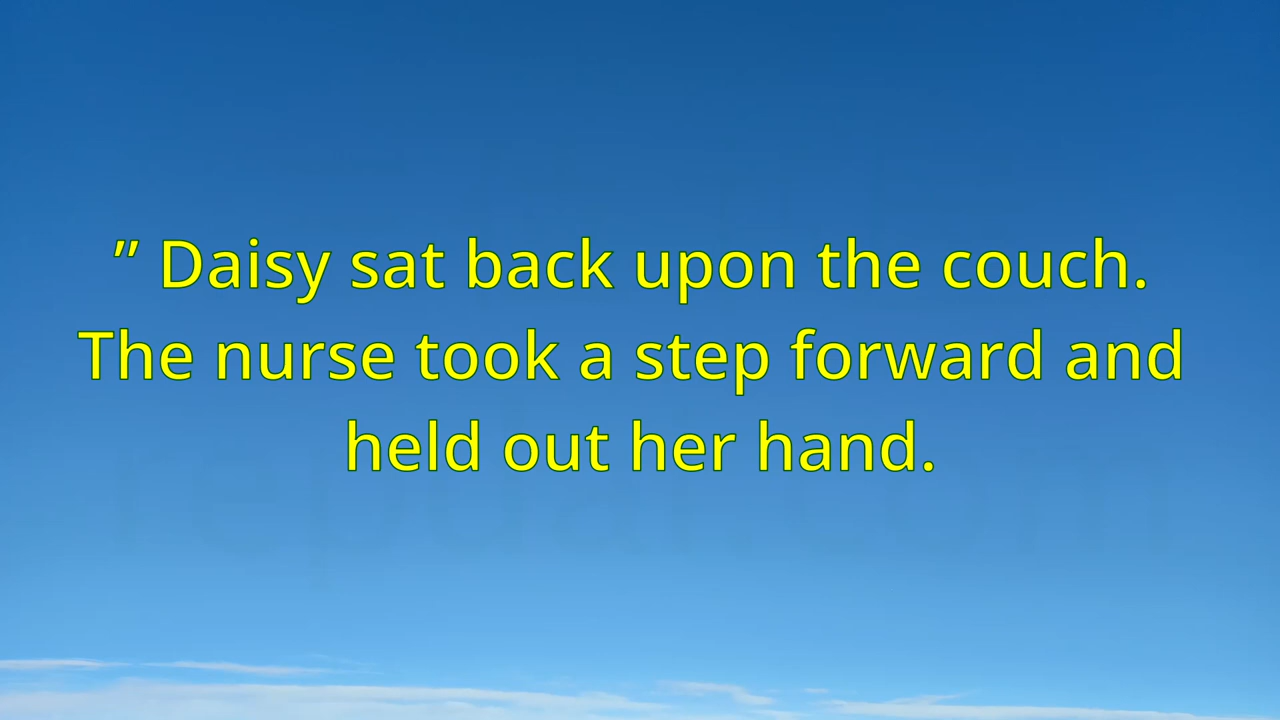 ” Daisy sat back upon the couch.
The nurse took a step forward and
held out her hand.